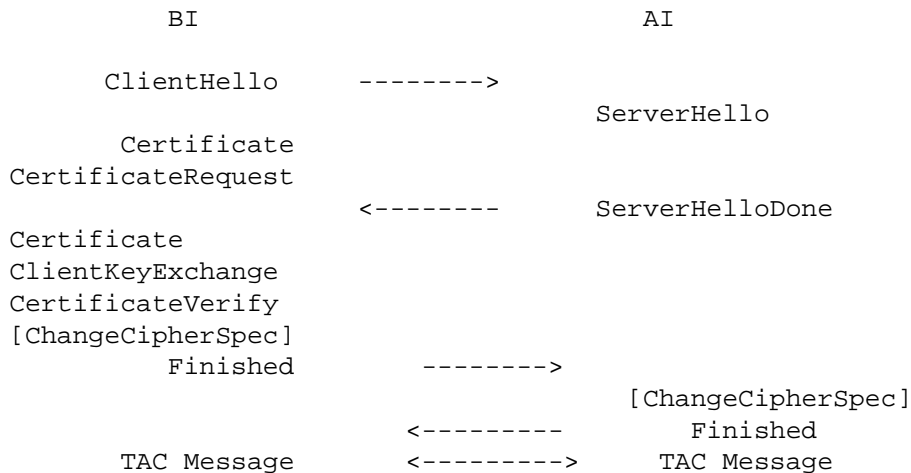 BI AI
ClientHello --------> 
ServerHello
Certificate
CertificateRequest
<-------- ServerHelloDone
Certificate
ClientKeyExchange
CertificateVerify
[ChangeCipherSpec]
Finished -------->
[ChangeCipherSpec]
<--------- Finished
TAC Message <---------> TAC Message